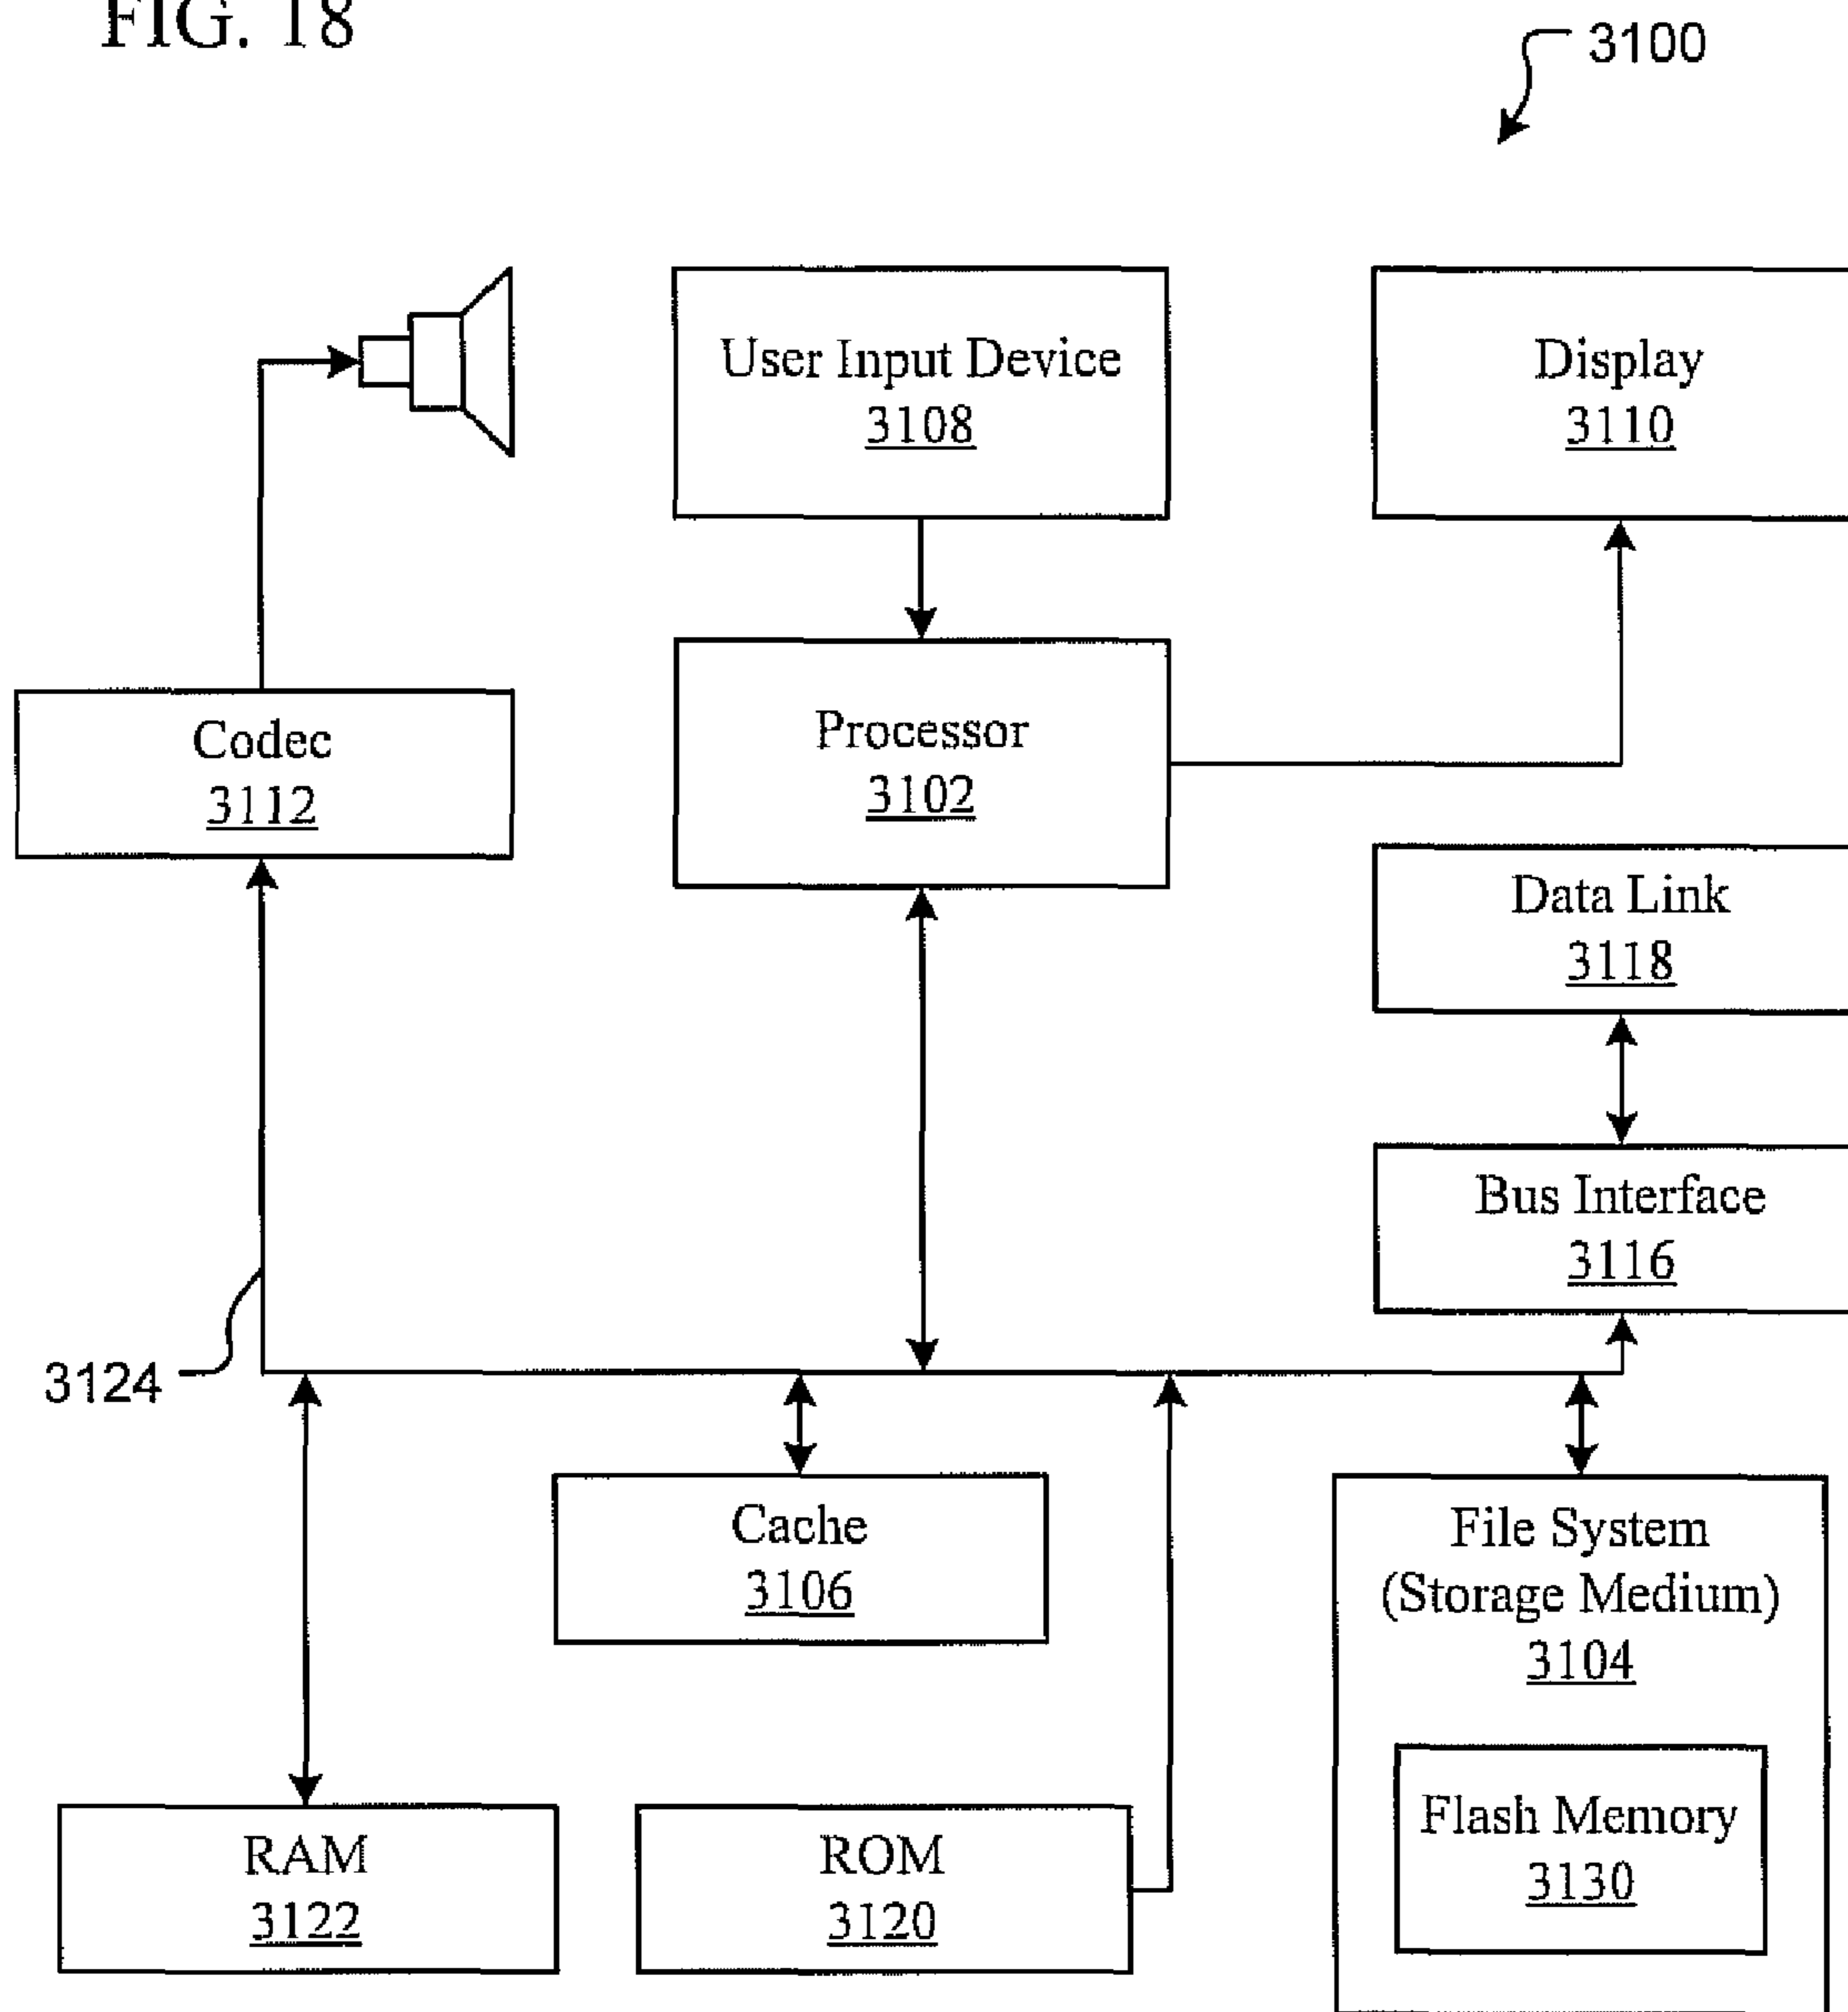 FIG. 18
3100
User Input Device
3108
Display
3110
Codec
3112
Processor
3102
Data Link
3118
Bus Interface
3116
3124
Cache
3106
File System
(Storage Medium)
3104
Flash Memory
3130
RAM
3122
ROM
3120